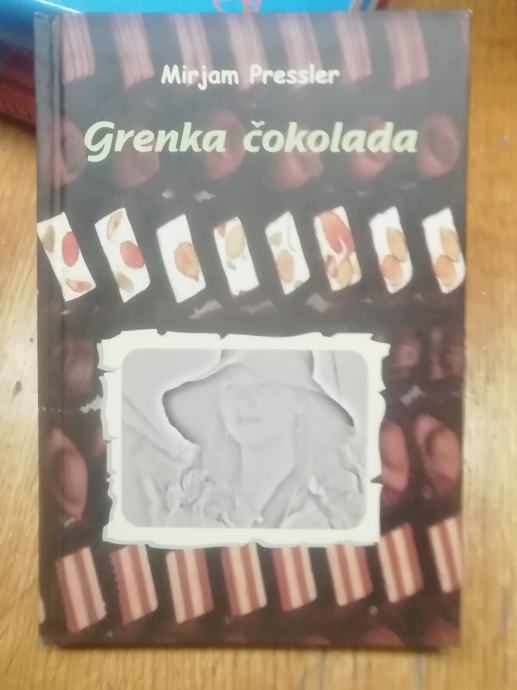 Mirjam Pressler
Grenka čokolada